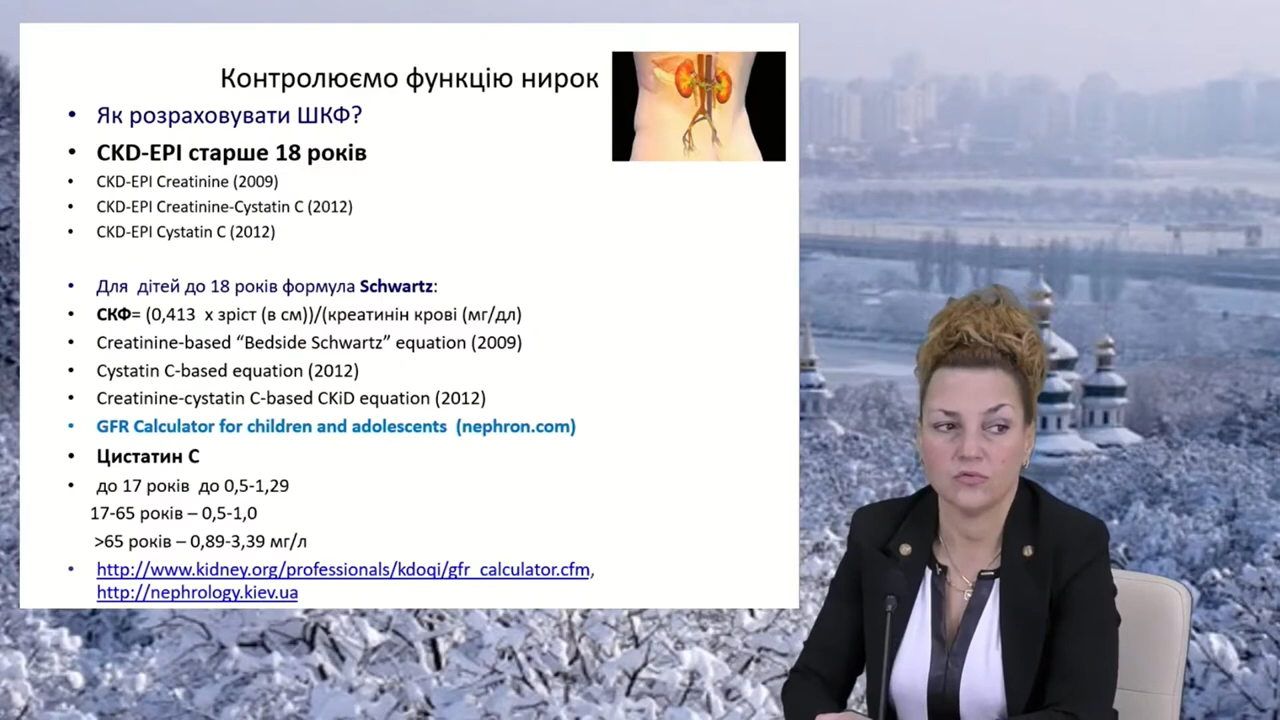 Контролюємо функцію нирок
• Як розраховувати ШКФ?
• CKD-EPI старше 18 років
• CKD-EPI Creatinine (2009)
• CKD-EPI Creatinine-Cystatin C (2012)
• CKD-EPI Cystatin C (2012)
• Для дітей до 18 років формула Schwartz:
• СКФ= (0,413 х зріст (в см))/(креатинін крові (мг/дл)
• Creatinine-based “Bedside Schwartz” equation (2009)
• Cystatin C-based equation (2012)
• Creatinine-cystatin C-based CKiD equation (2012)
• GFR Calculator for children and adolescents (nephron.com)
• Цистатин С
• до 17 років до 0,5-1,29
17-65 років – 0,5-1,0
>65 років – 0,89-3,39 мг/л
• http://www.kidney.org/professionals/kdoqi/gfr_calculator.cfm,
http://nephrology.kiev.ua